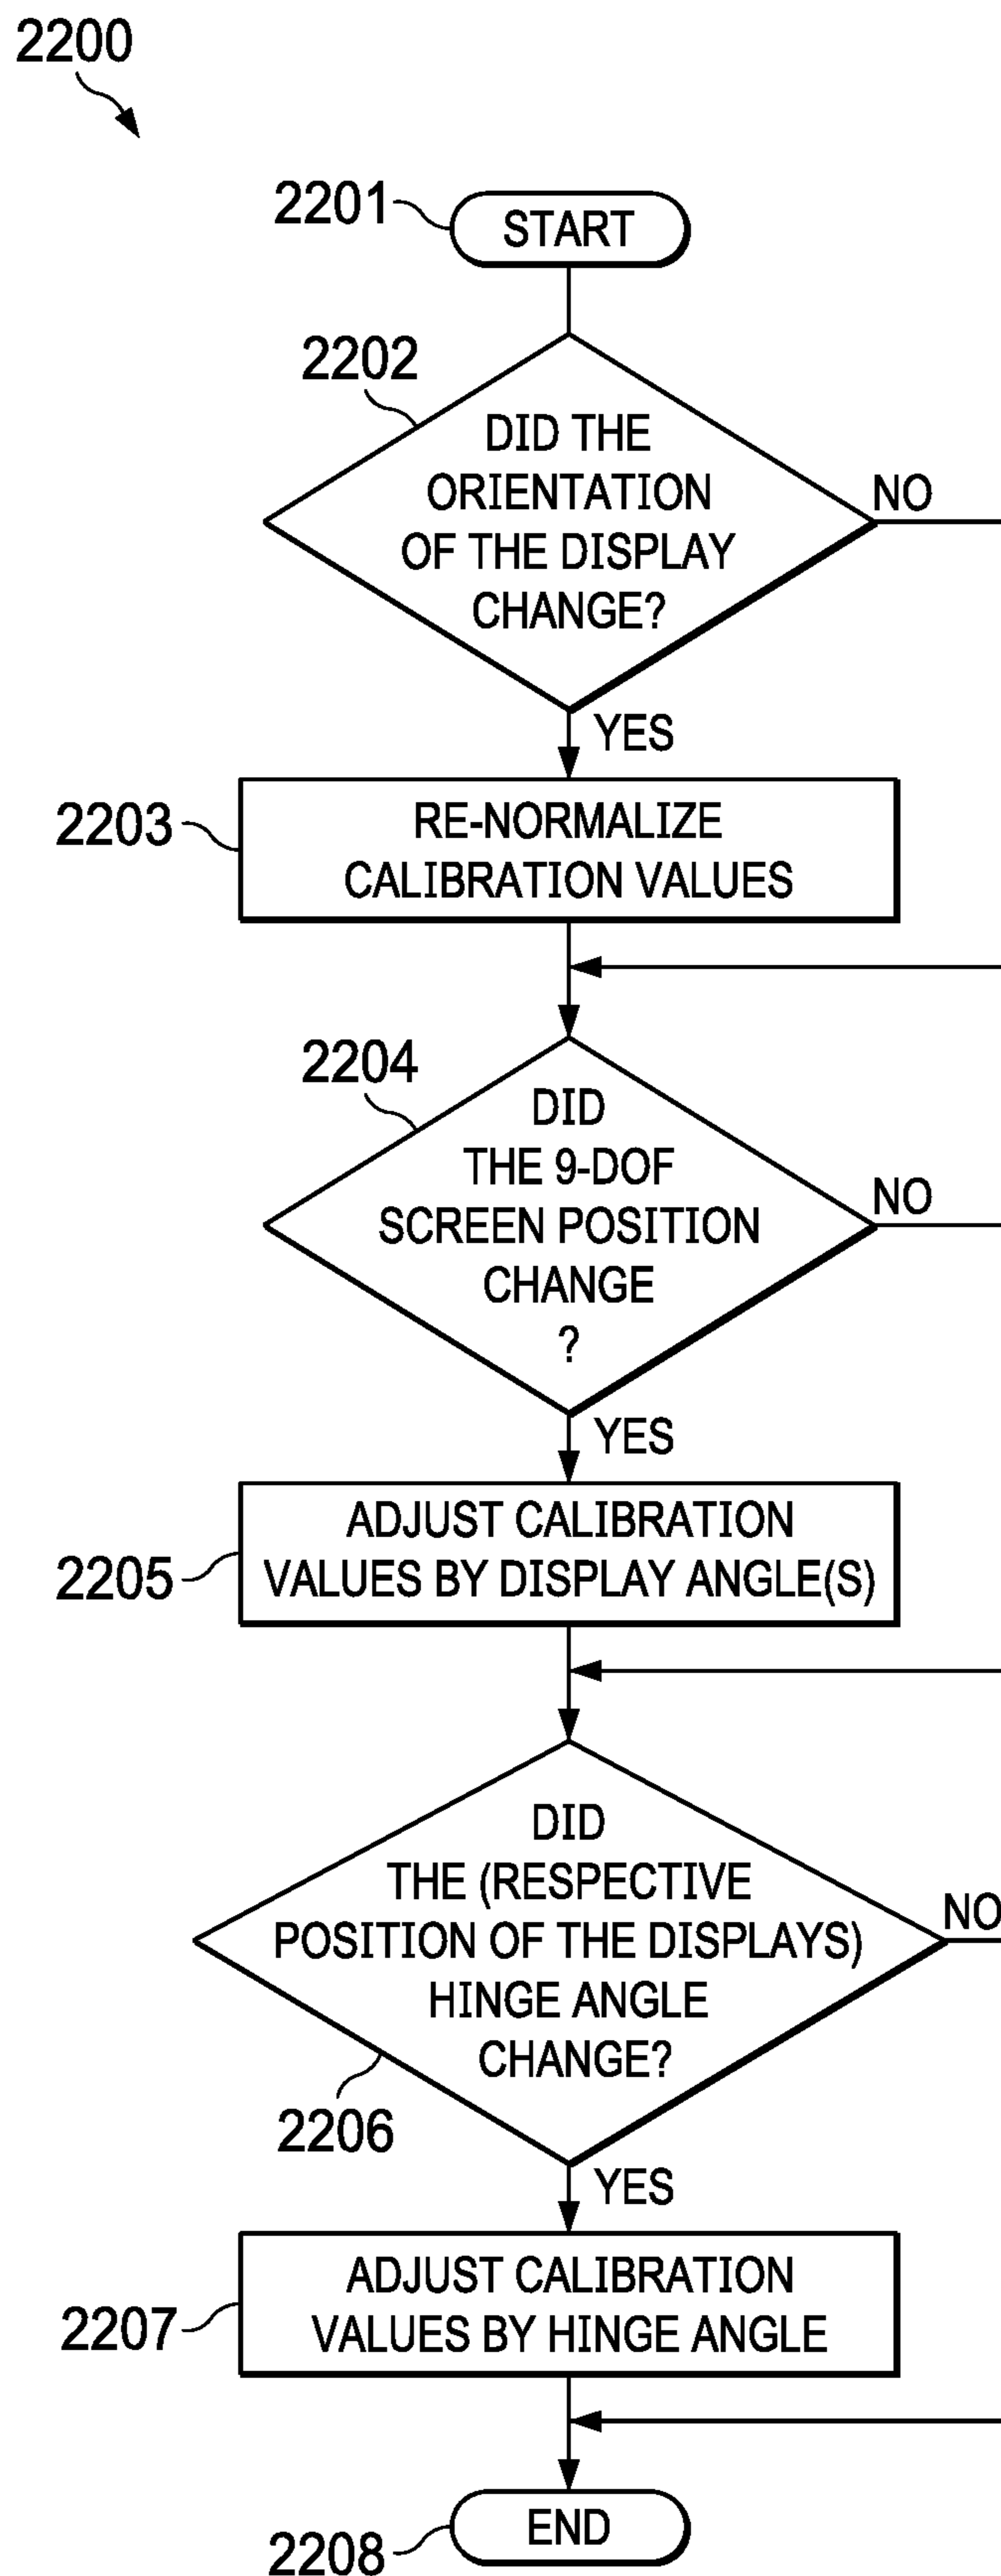 2200
2201
START
2202
DID THE
ORIENTATION
OF THE DISPLAY
CHANGE?
NO
YES
2203
RE-NORMALIZE
CALIBRATION VALUES
2204
DID
THE 9-DOF
SCREEN POSITION
CHANGE
?
NO
YES
2205
ADJUST CALIBRATION
VALUES BY DISPLAY ANGLE(S)
DID
THE (RESPECTIVE
POSITION OF THE DISPLAYS)
HINGE ANGLE
CHANGE?
NO
2206
YES
2207
ADJUST CALIBRATION
VALUES BY HINGE ANGLE
2208
END